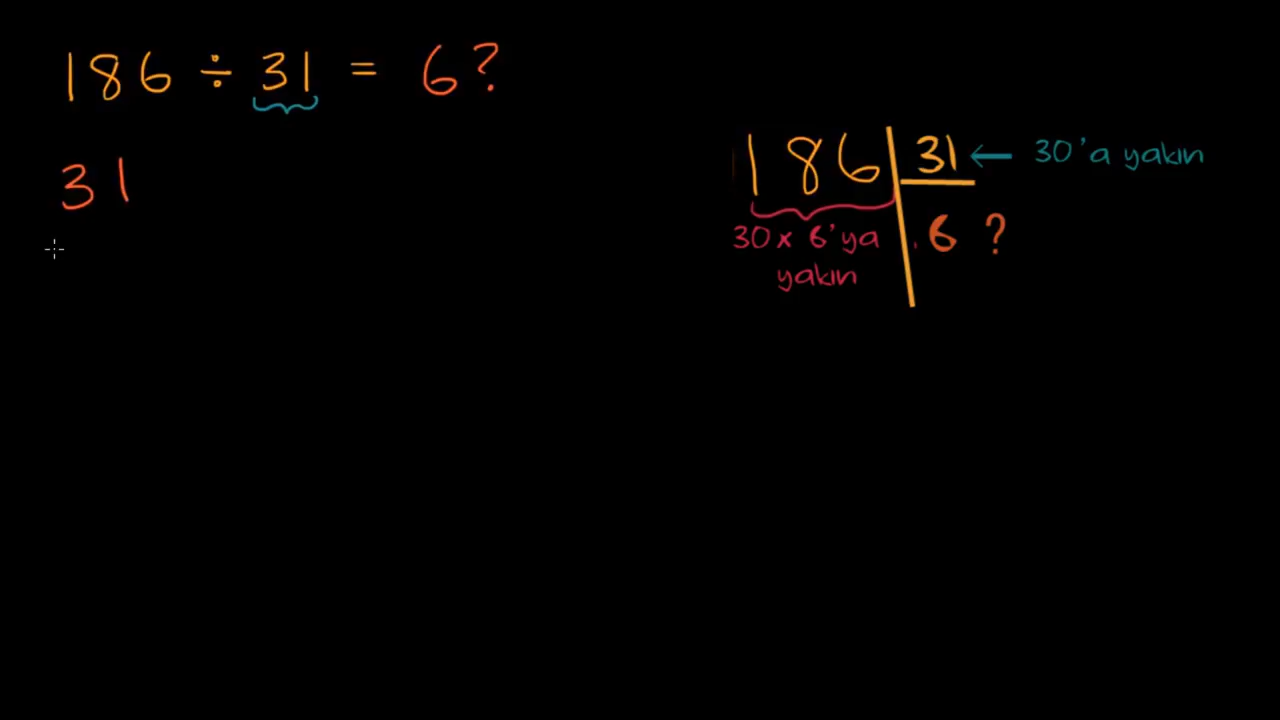 186 ÷ 31 = 6?
31
186 31 ← 30'a yakın
30 x 6'ya 6 ?
yakın